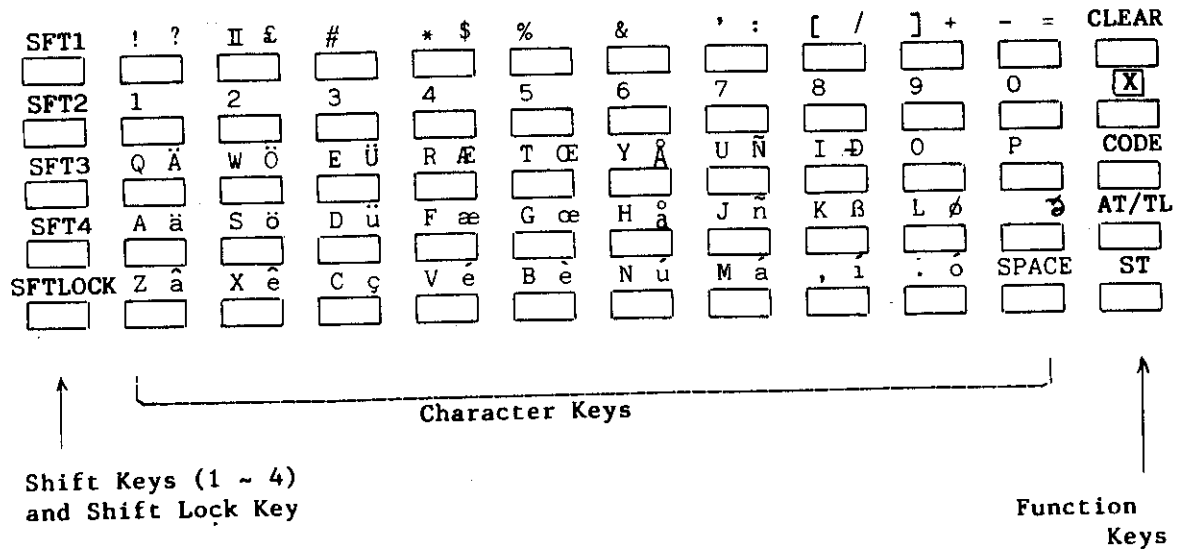 SFT1 ! ? Π £ # * $ % & ' : [ / ] + - = CLEAR
SFT2 1 2 3 4 5 6 7 8 9 0 X
SFT3 Q Ä W Ö E Ü R Æ T Œ Y Å U Ñ I Ð O P CODE
SFT4 A ä S ö D ü F æ G œ H å J ñ K ß L ø AT/TL
SFTLOCK Z â X ê C ç V é B è N ú M á , í . ó SPACE ST
Character Keys
Shift Keys (1 ~ 4)
and Shift Lock Key
Function
Keys